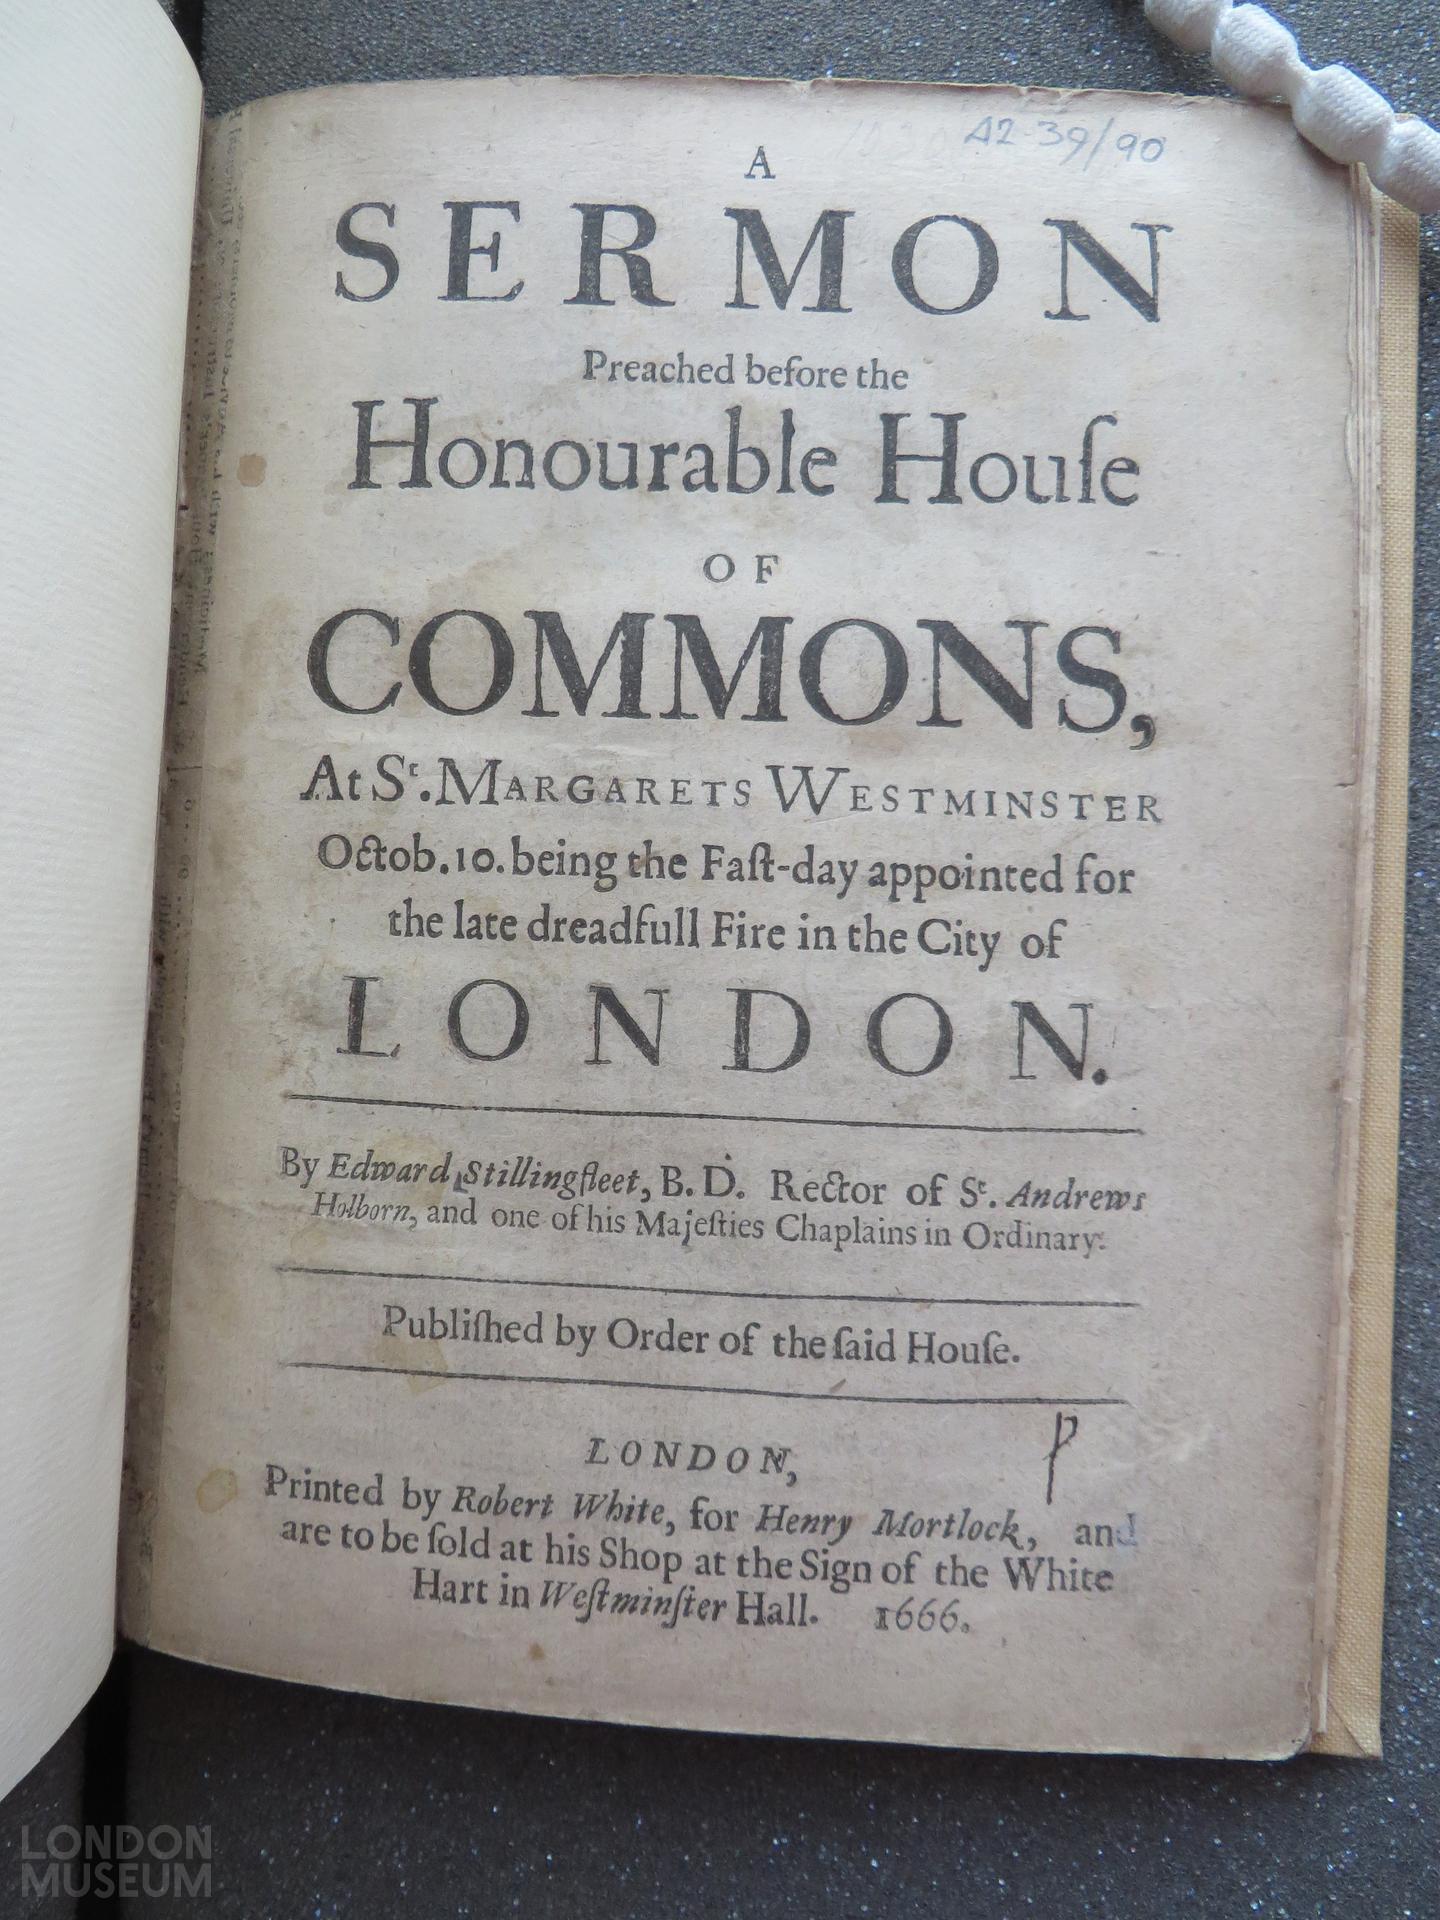 A2 39/90
A
SERMON
Preached before the
Honourable Houſe
OF
COMMONS,
At Sᵗ. MARGARETS WESTMINSTER
Octob. 10. being the Faſt-day appointed for
the late dreadfull Fire in the City of
LONDON.
By Edward Stillingfleet, B.D. Rector of Sᵗ. Andrews
Holborn, and one of his Majeſties Chaplains in Ordinary.
Publiſhed by Order of the ſaid Houſe.
P
LONDON,
Printed by Robert White, for Henry Mortlock, and
are to be ſold at his Shop at the Sign of the White
Hart in Weſtminſter Hall. 1666.
LONDON
MUSEUM